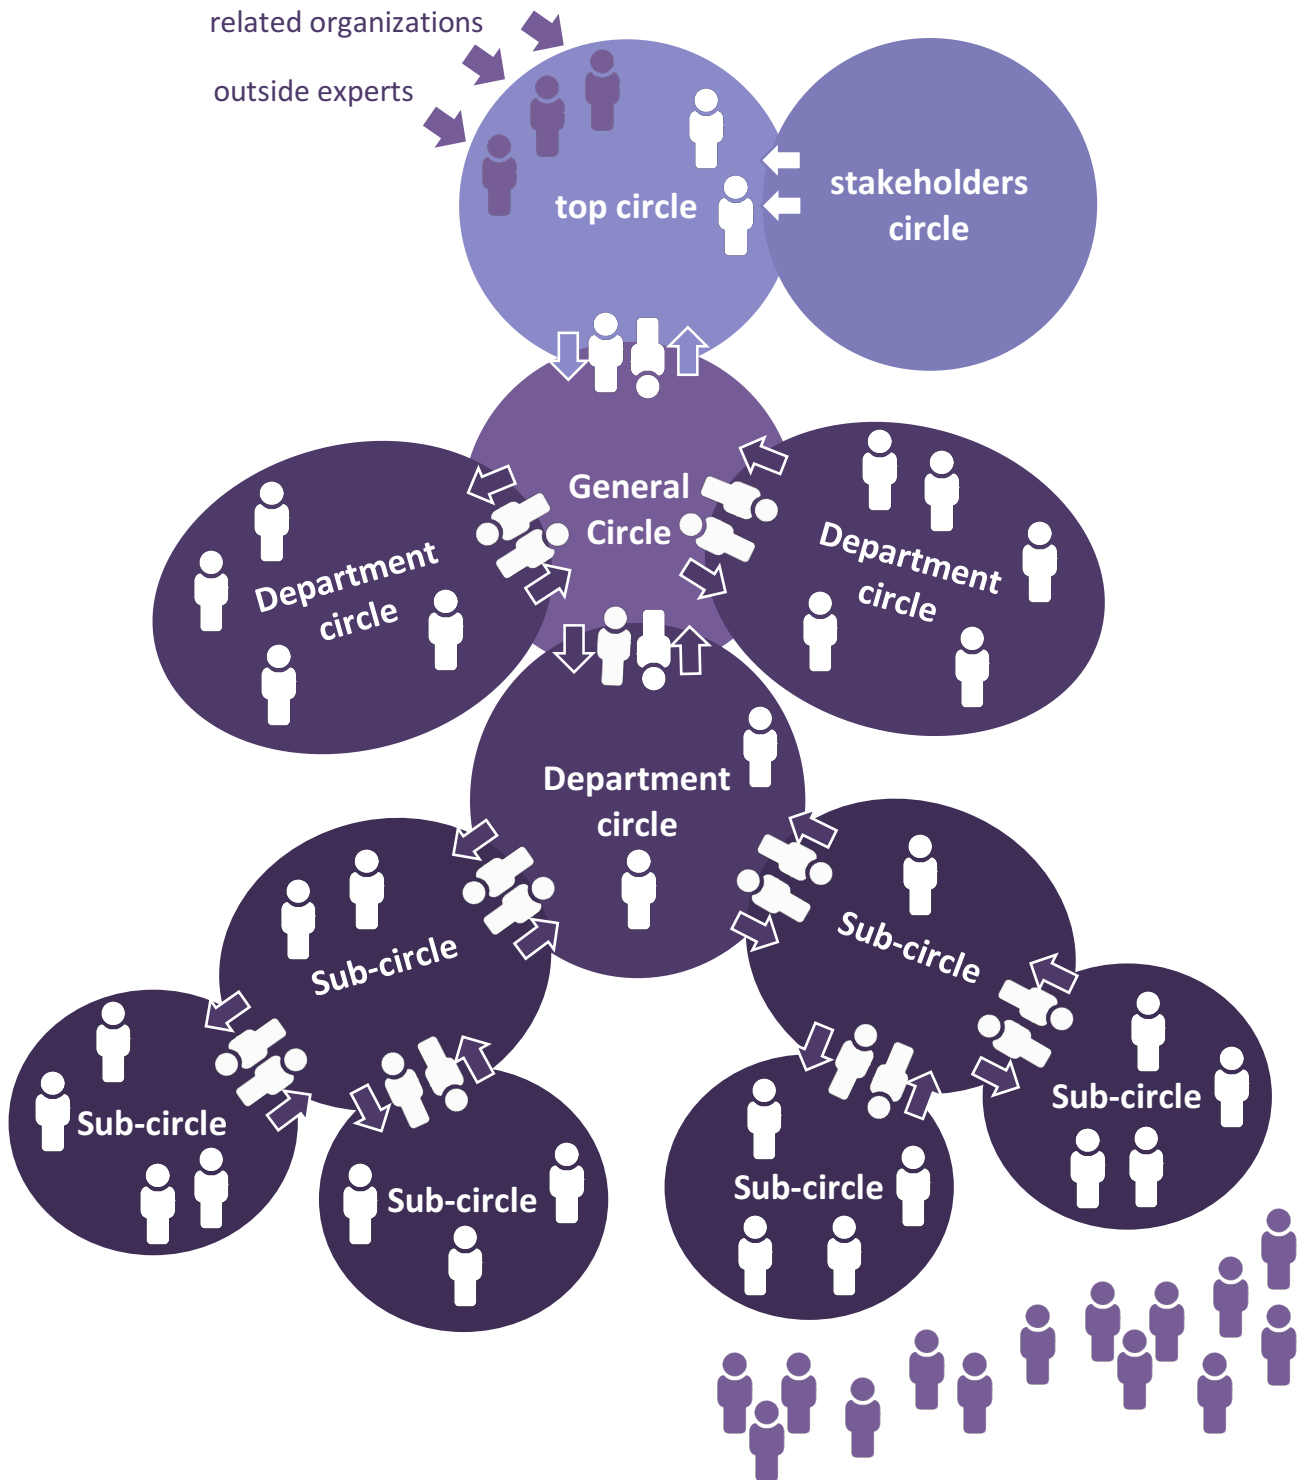 related organizations
outside experts
top circle
stakeholders
circle
General
Circle
Department
circle
Department
circle
Department
circle
Sub-circle
Sub-circle
Sub-circle
Sub-circle
Sub-circle
Sub-circle